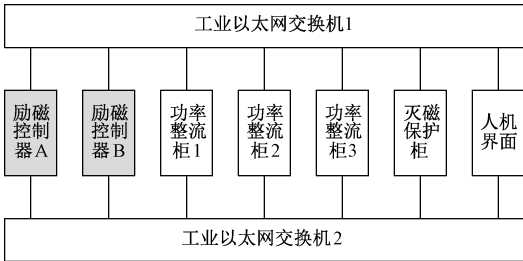 工业以太网交换机1
励磁
控制
器A
励磁
控制
器B
功率
整流
柜1
功率
整流
柜2
功率
整流
柜3
灭磁
保护
柜
人机
界面
工业以太网交换机2